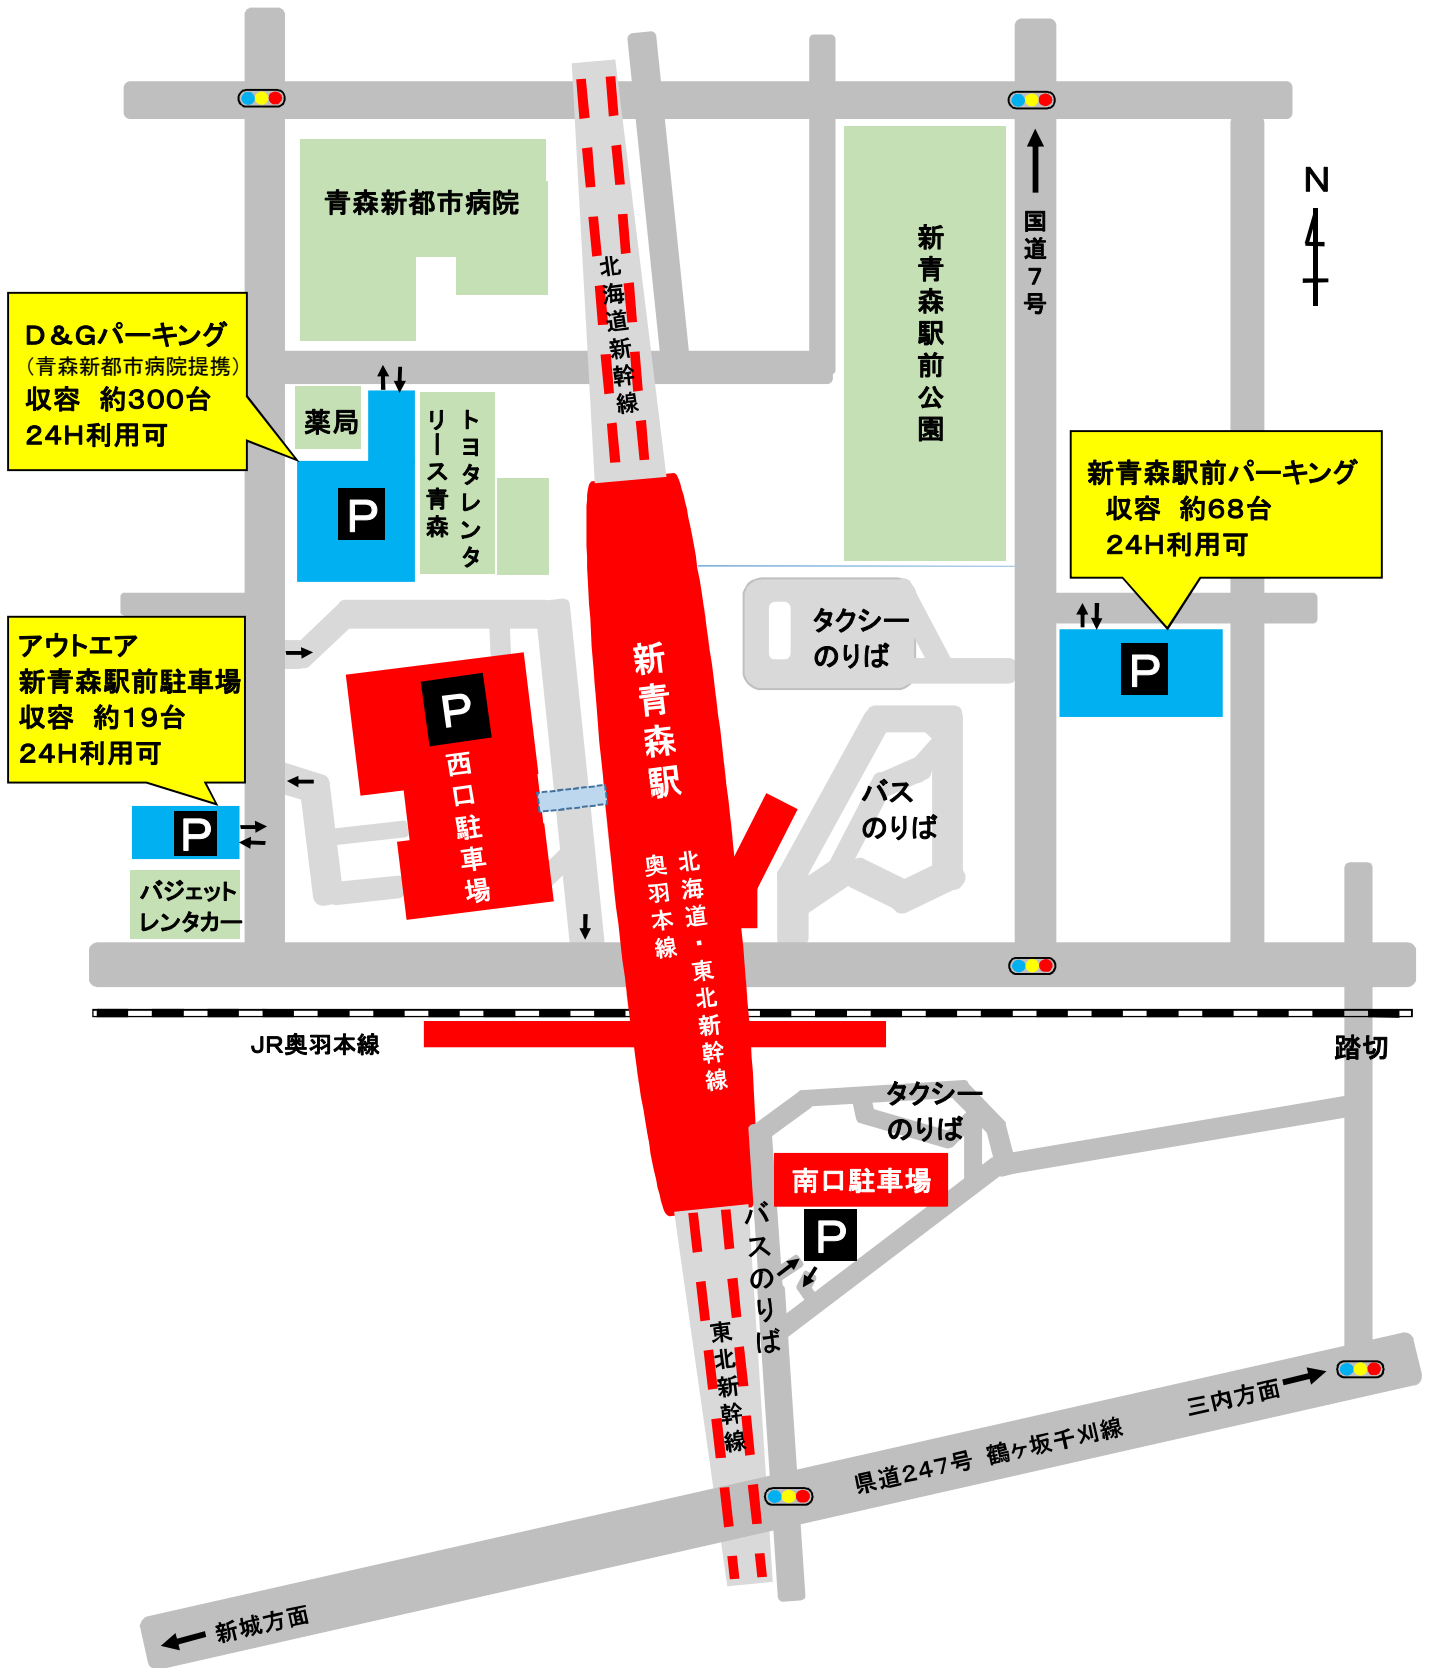 N
青森新都市病院
国道7号
新青森駅前公園
北海道新幹線
D&Gパーキング
(青森新都市病院提携)
収容 約300台
24H利用可
薬局
トヨタレンタ
リース青森
P
新青森駅前パーキング
収容 約68台
24H利用可
P
タクシー
のりば
アウトエア
新青森駅前駐車場
収容 約19台
24H利用可
P
バジェット
レンタカー
P
西口駐車場
新青森駅
北海道・東北新幹線
奥羽本線
バス
のりば
JR奥羽本線
踏切
タクシー
のりば
南口駐車場
P
バスのりば
東北新幹線
三内方面
県道247号 鶴ヶ坂千刈線
新城方面